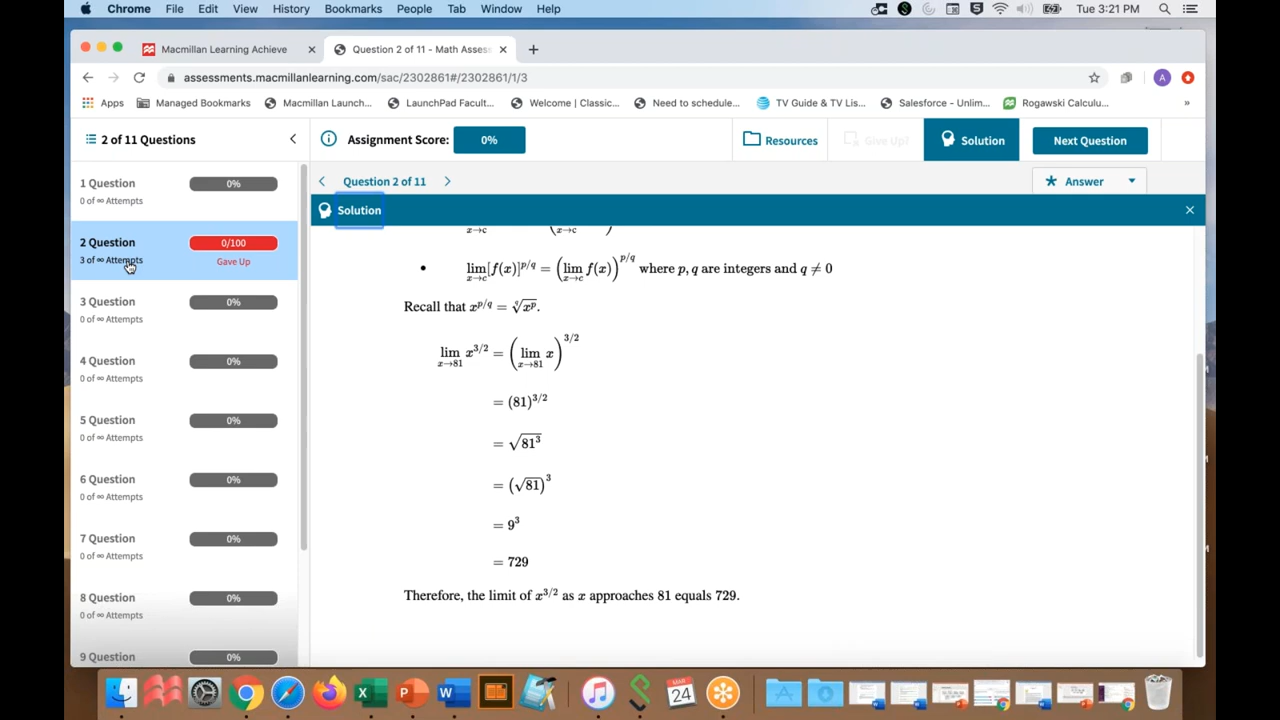 Chrome File Edit View History Bookmarks People Tab Window Help Tue 3:21 PM
Macmillan Learning Achieve Question 2 of 11 - Math Asses
assessments.macmillanlearning.com/sac/2302861#/2302861/1/3 A
Apps Managed Bookmarks Macmillan Launch... LaunchPad Facult... Welcome | Classic... Need to schedule... TV Guide & TV Lis... Salesforce - Unlim... Rogawski Calculu... »
2 of 11 Questions
Assignment Score: 0% Resources Give Up! Solution Next Question
Question 2 of 11 Answer
Solution
1 Question 0%
0 of ∞ Attempts
2 Question 0/100
3 of ∞ Attempts Gave Up
3 Question 0%
0 of ∞ Attempts
4 Question 0%
0 of ∞ Attempts
5 Question 0%
0 of ∞ Attempts
6 Question 0%
0 of ∞ Attempts
7 Question 0%
0 of ∞ Attempts
8 Question 0%
0 of ∞ Attempts
9 Question 0%
x→c (x→c )
• lim x→c [f(x)]^{p/q} = (lim x→c f(x))^{p/q} where p, q are integers and q ≠ 0
Recall that x^{p/q} = \sqrt[q]{x^p}.
lim x→81 x^{3/2} = (lim x→81 x)^{3/2}
= (81)^{3/2}
= √81³
= (√81)³
= 9³
= 729
Therefore, the limit of x^{3/2} as x approaches 81 equals 729.
MAR
24